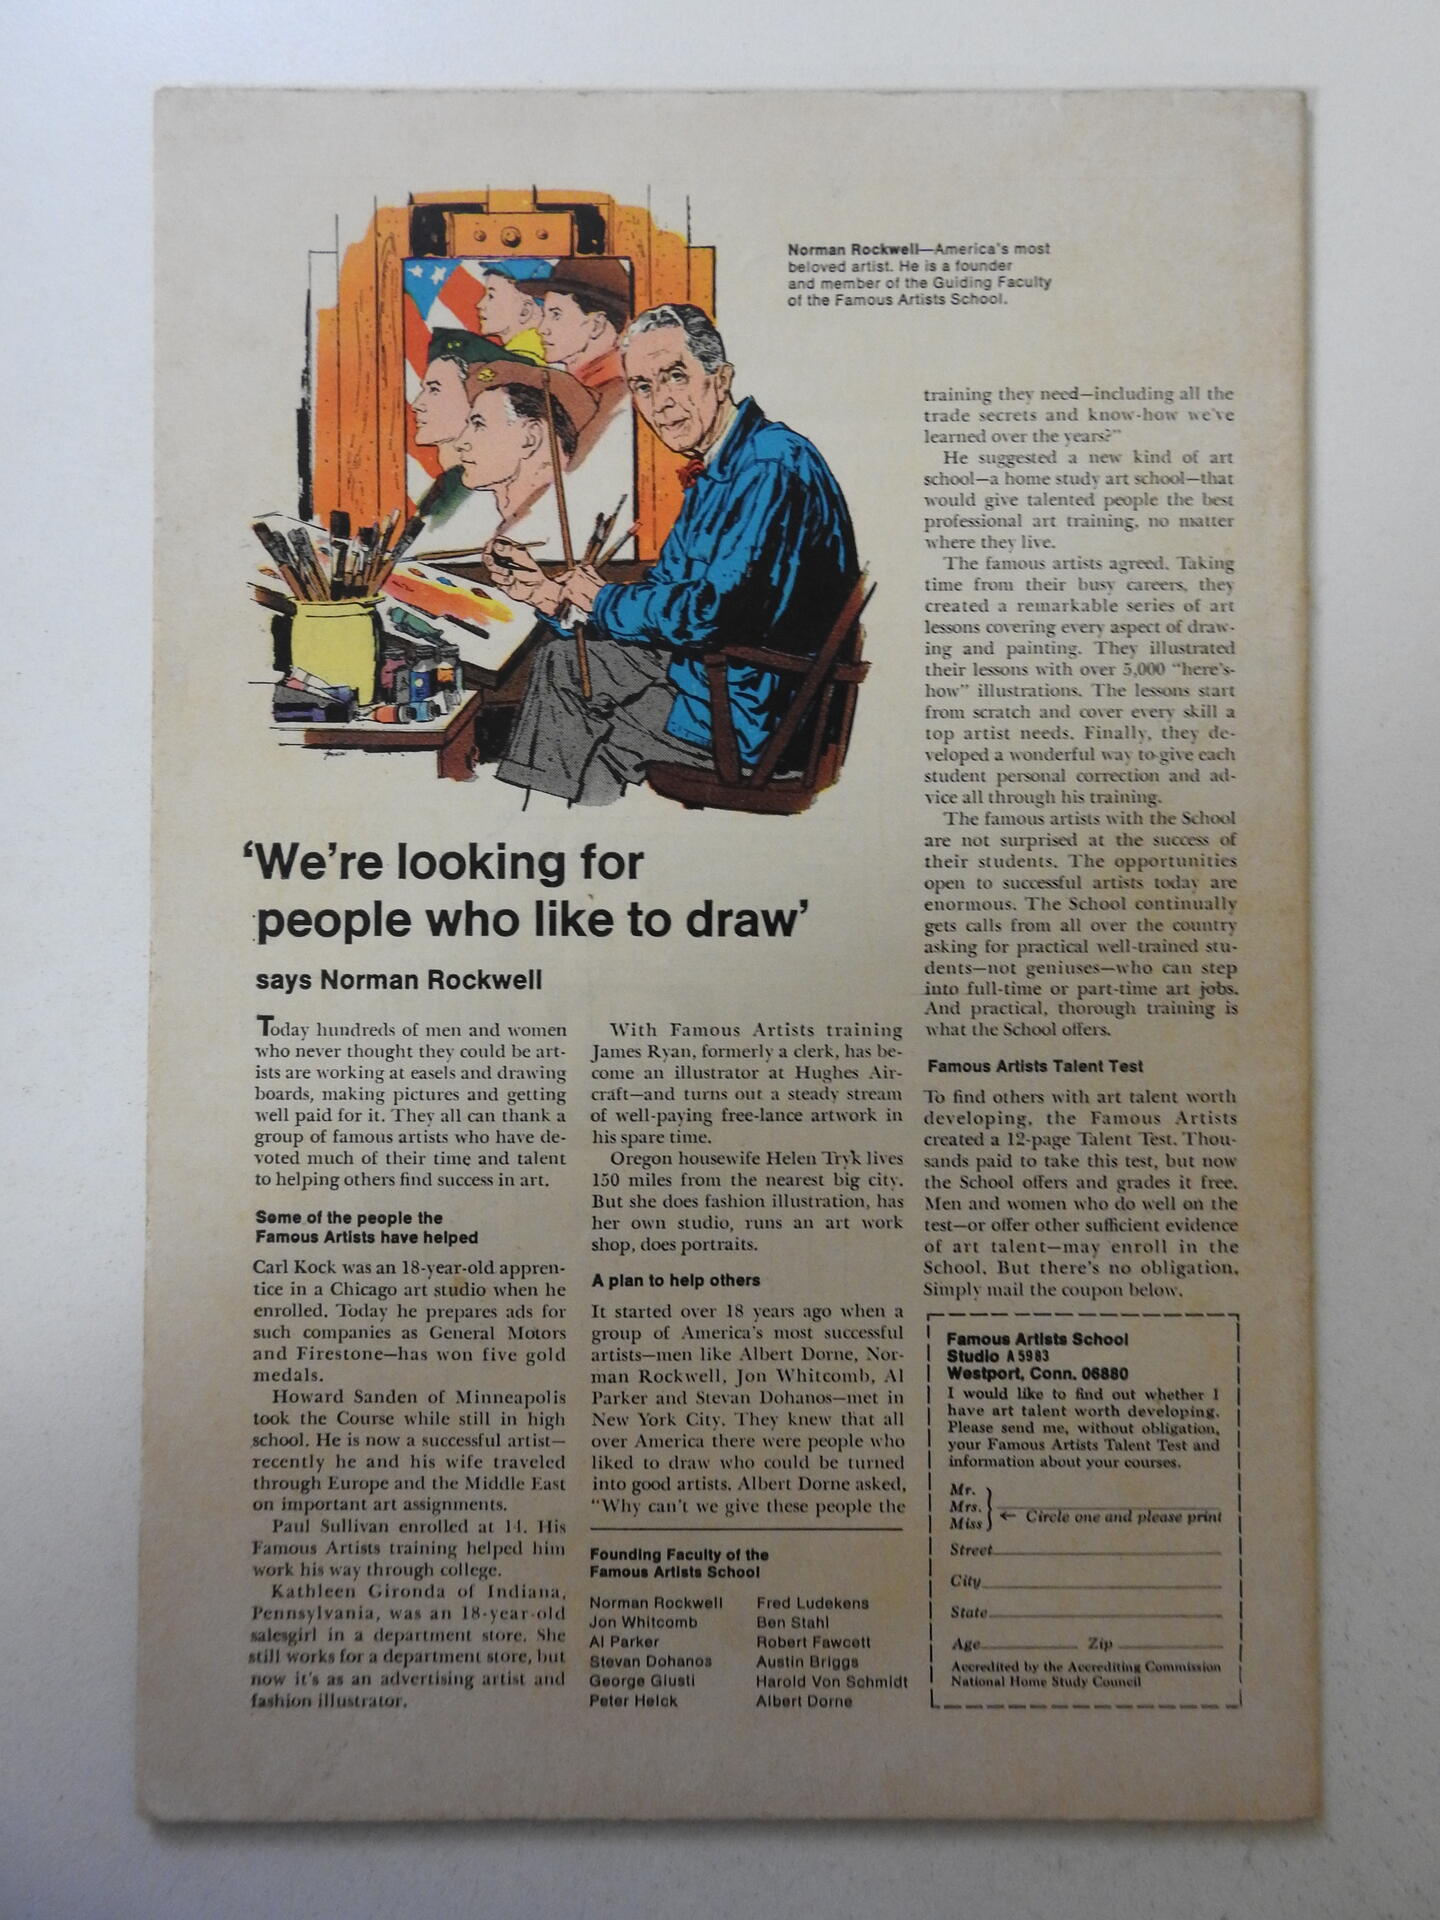 Norman Rockwell—America's most
beloved artist. He is a founder
and member of the Guiding Faculty
of the Famous Artists School.
'We're looking for
people who like to draw'
says Norman Rockwell
Today hundreds of men and women
who never thought they could be art-
ists are working at easels and drawing
boards, making pictures and getting
well paid for it. They all can thank a
group of famous artists who have de-
voted much of their time and talent
to helping others find success in art.
Some of the people the
Famous Artists have helped
Carl Kock was an 18-year-old appren-
tice in a Chicago art studio when he
enrolled. Today he prepares ads for
such companies as General Motors
and Firestone—has won five gold
medals.
Howard Sanden of Minneapolis
took the Course while still in high
school. He is now a successful artist—
recently he and his wife traveled
through Europe and the Middle East
on important art assignments.
Paul Sullivan enrolled at 14. His
Famous Artists training helped him
work his way through college.
Kathleen Gironda of Indiana,
Pennsylvania, was an 18-year-old
salesgirl in a department store. She
still works for a department store, but
now it's as an advertising artist and
fashion illustrator.
With Famous Artists training
James Ryan, formerly a clerk, has be-
come an illustrator at Hughes Air-
craft—and turns out a steady stream
of well-paying free-lance artwork in
his spare time.
Oregon housewife Helen Tryk lives
150 miles from the nearest big city.
But she does fashion illustration, has
her own studio, runs an art work
shop, does portraits.
A plan to help others
It started over 18 years ago when a
group of America's most successful
artists—men like Albert Dorne, Nor-
man Rockwell, Jon Whitcomb, Al
Parker and Stevan Dohanos—met in
New York City. They knew that all
over America there were people who
liked to draw who could be turned
into good artists. Albert Dorne asked,
"Why can't we give these people the
Founding Faculty of the
Famous Artists School
Norman Rockwell
Jon Whitcomb
Al Parker
Stevan Dohanos
George Giusti
Peter Helck
Fred Ludekens
Ben Stahl
Robert Fawcett
Austin Briggs
Harold Von Schmidt
Albert Dorne
training they need—including all the
trade secrets and know-how we've
learned over the years?"
He suggested a new kind of art
school—a home study art school—that
would give talented people the best
professional art training, no matter
where they live.
The famous artists agreed. Taking
time from their busy careers, they
created a remarkable series of art
lessons covering every aspect of draw-
ing and painting. They illustrated
their lessons with over 5,000 "here's-
how" illustrations. The lessons start
from scratch and cover every skill a
top artist needs. Finally, they de-
veloped a wonderful way to give each
student personal correction and ad-
vice all through his training.
The famous artists with the School
are not surprised at the success of
their students. The opportunities
open to successful artists today are
enormous. The School continually
gets calls from all over the country
asking for practical well-trained stu-
dents—not geniuses—who can step
into full-time or part-time art jobs.
And practical, thorough training is
what the School offers.
Famous Artists Talent Test
To find others with art talent worth
developing, the Famous Artists
created a 12-page Talent Test. Thou-
sands paid to take this test, but now
the School offers and grades it free.
Men and women who do well on the
test—or offer other sufficient evidence
of art talent—may enroll in the
School. But there's no obligation.
Simply mail the coupon below.
Famous Artists School
Studio A5983
Westport, Conn. 06880
I would like to find out whether I
have art talent worth developing.
Please send me, without obligation,
your Famous Artists Talent Test and
information about your courses.
Mr.
Mrs.
Miss
← Circle one and please print
Street
City
State
Age Zip
Accredited by the Accrediting Commission
National Home Study Council